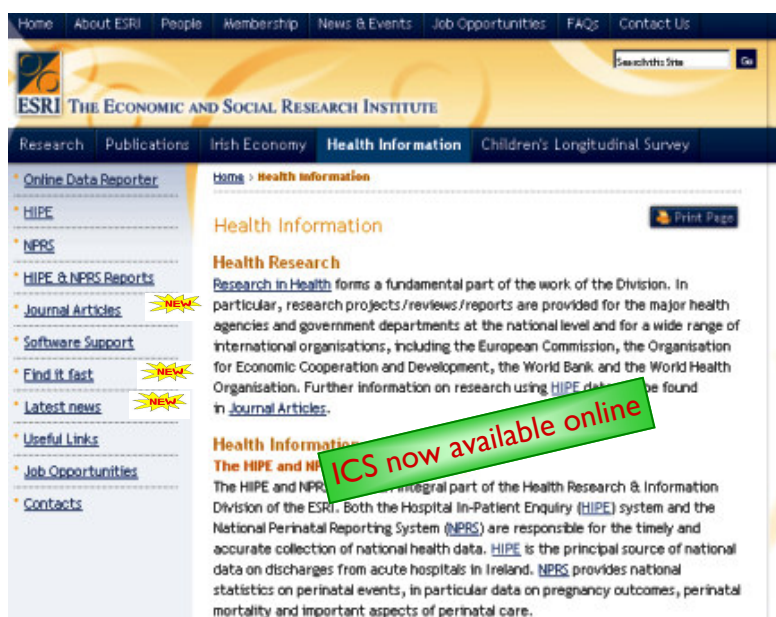 Home About ESRI People Membership News & Events Job Opportunities FAQs Contact Us
Search this Site Go
ESRI THE ECONOMIC AND SOCIAL RESEARCH INSTITUTE
Research Publications Irish Economy Health Information Children's Longitudinal Survey
Online Data Reporter
HIPE
NPRS
HIPE & NPRS Reports
Journal Articles NEW
Software Support
Find it fast NEW
Latest news NEW
Useful Links
Job Opportunities
Contacts
Home > Health Information
Health Information Print Page
Health Research
Research in Health forms a fundamental part of the work of the Division. In
particular, research projects/reviews/reports are provided for the major health
agencies and government departments at the national level and for a wide range of
international organisations, including the European Commission, the Organisation
for Economic Cooperation and Development, the World Bank and the World Health
Organisation. Further information on research using HIPE be found
in Journal Articles.
ICS now available online
Health Information
The HIPE and
The HIPE and NPRS integral part of the Health Research & Information
Division of the ESRI. Both the Hospital In-Patient Enquiry (HIPE) system and the
National Perinatal Reporting System (NPRS) are responsible for the timely and
accurate collection of national health data. HIPE is the principal source of national
data on discharges from acute hospitals in Ireland. NPRS provides national
statistics on perinatal events, in particular data on pregnancy outcomes, perinatal
mortality and important aspects of perinatal care.